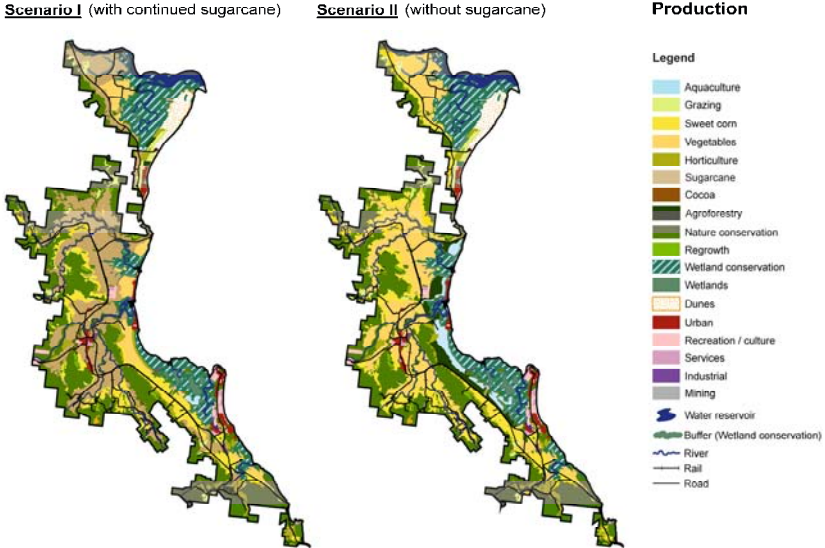 Scenario I (with continued sugarcane)
Scenario II (without sugarcane)
Production
Legend
Aquaculture
Grazing
Sweet corn
Vegetables
Horticulture
Sugarcane
Cocoa
Agroforestry
Nature conservation
Regrowth
Wetland conservation
Wetlands
Dunes
Urban
Recreation / culture
Services
Industrial
Mining
Water reservoir
Buffer (Wetland conservation)
River
Rail
Road